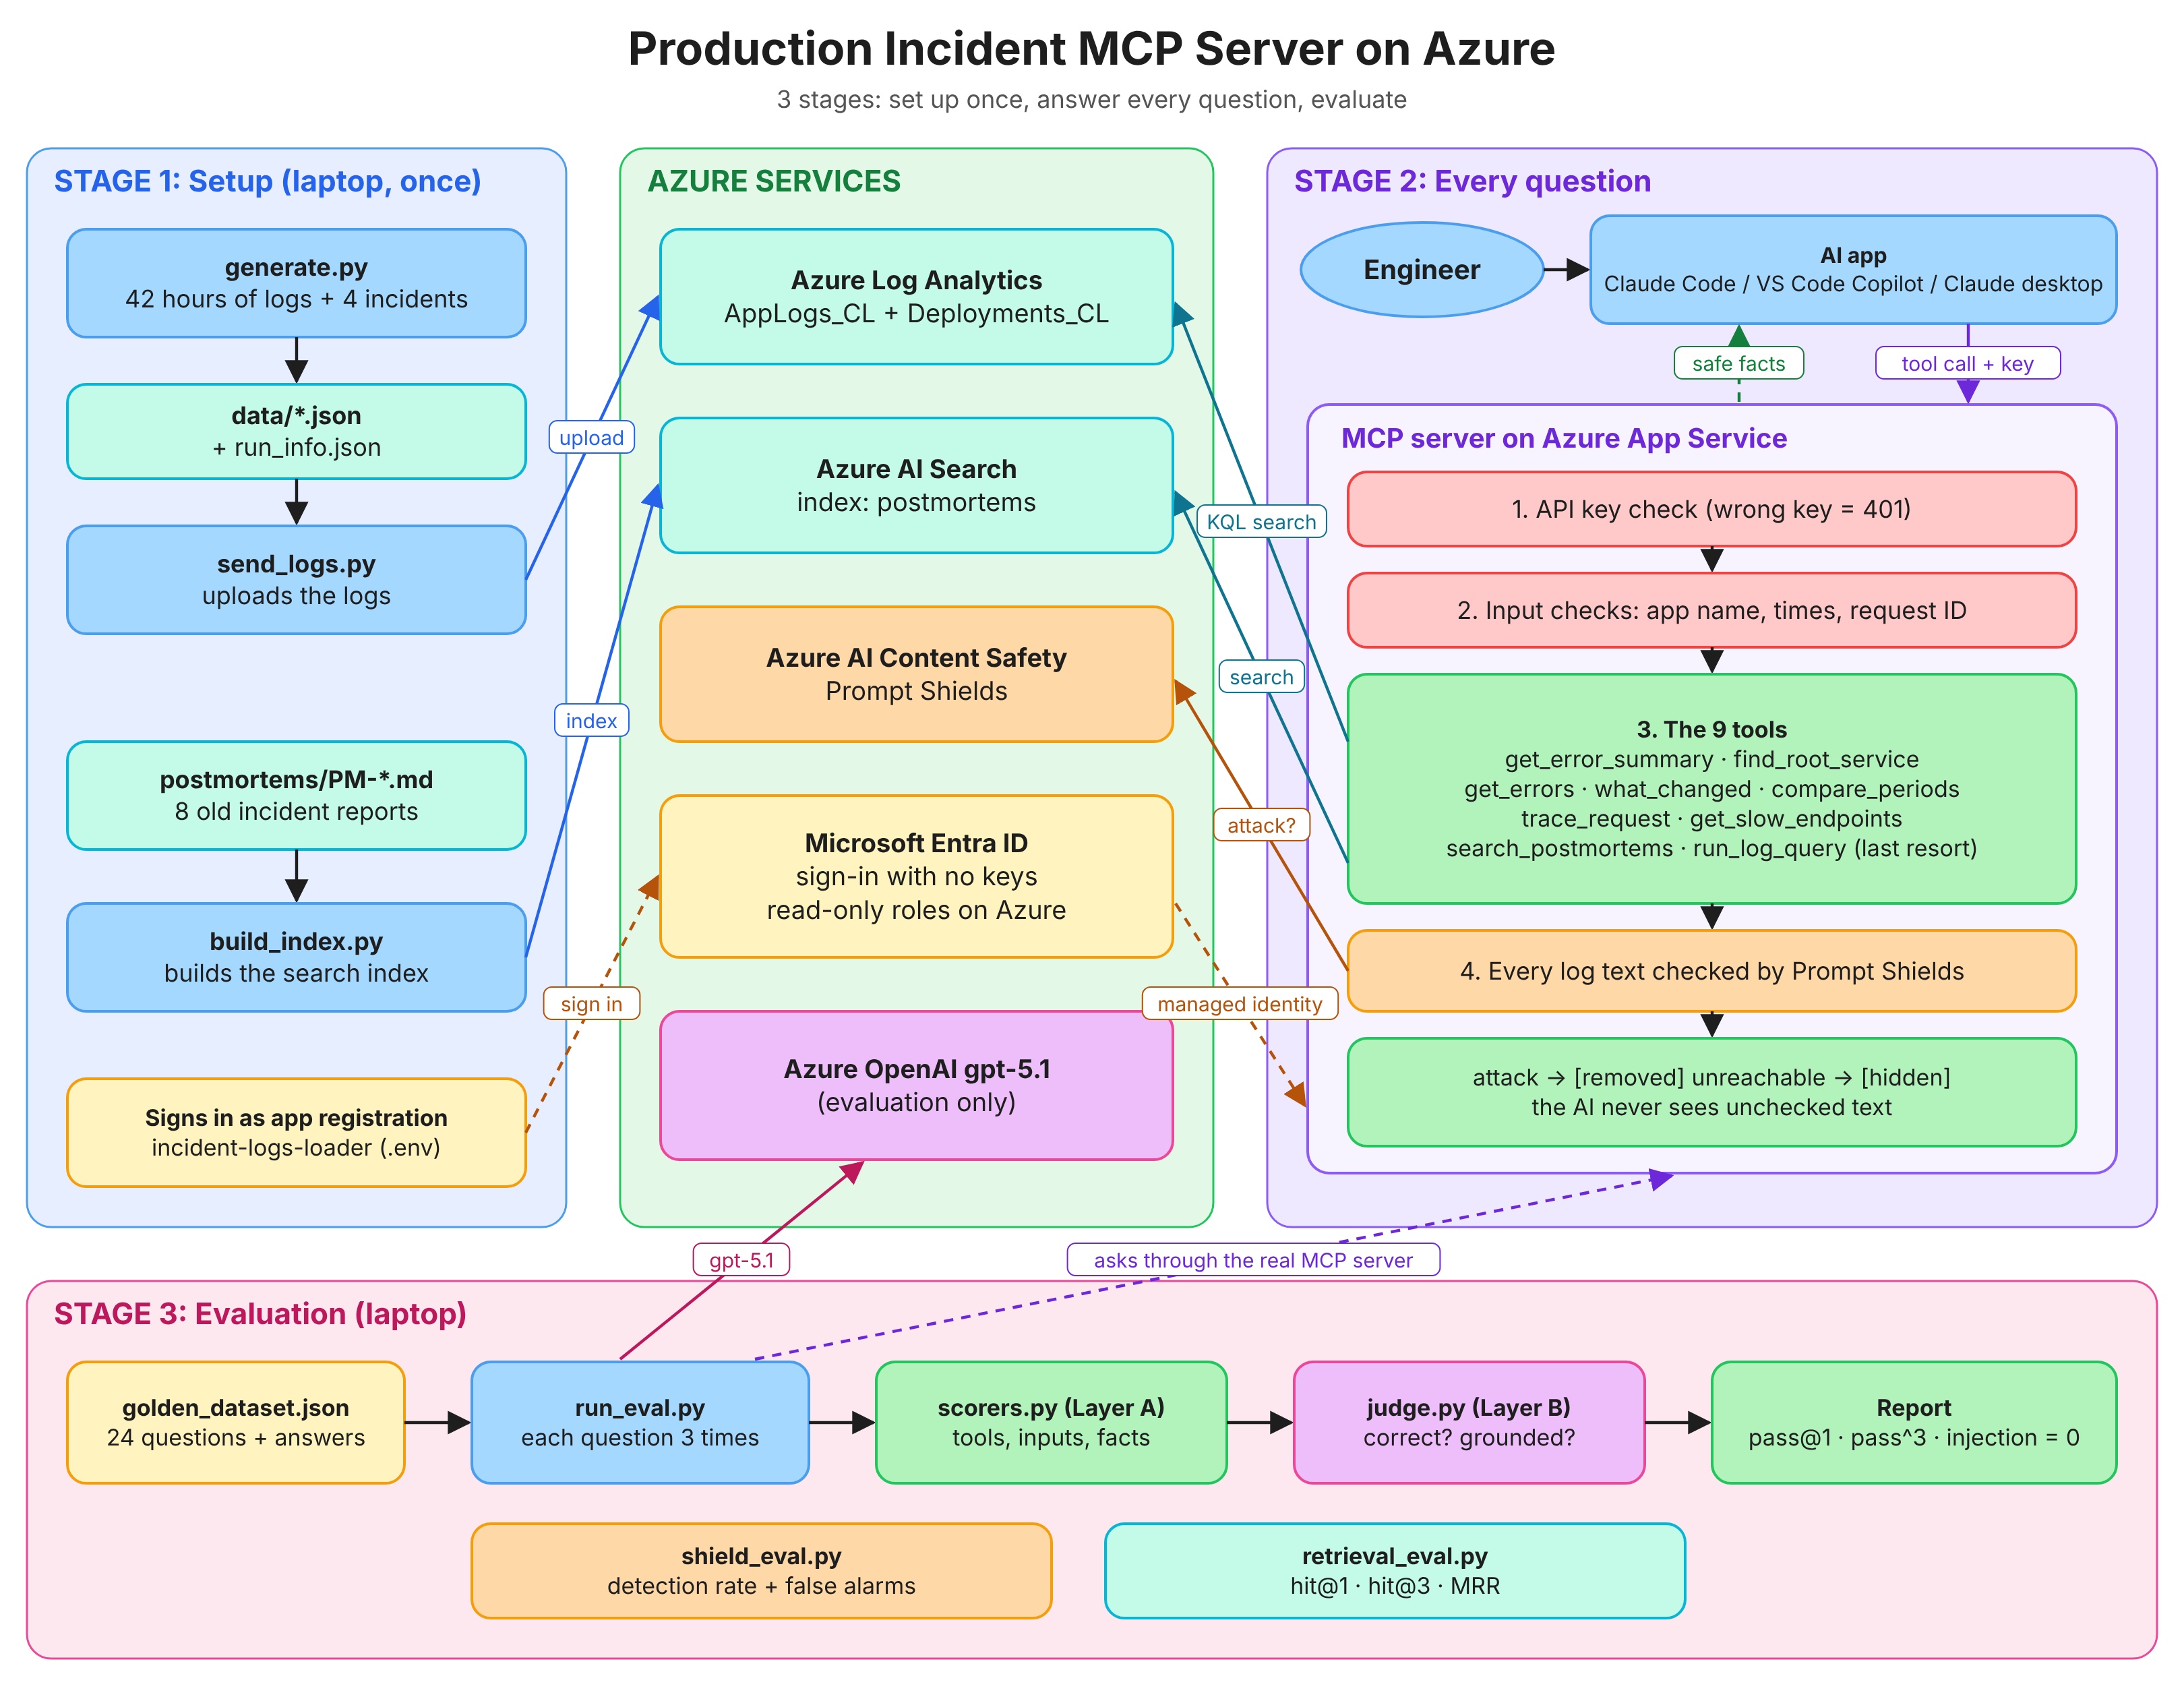 Production Incident MCP Server on Azure
3 stages: set up once, answer every question, evaluate
STAGE 1: Setup (laptop, once)
generate.py
42 hours of logs + 4 incidents
data/*.json
+ run_info.json
send_logs.py
uploads the logs
postmortems/PM-*.md
8 old incident reports
build_index.py
builds the search index
Signs in as app registration
incident-logs-loader (.env)
upload
index
sign in
AZURE SERVICES
Azure Log Analytics
AppLogs_CL + Deployments_CL
Azure AI Search
index: postmortems
Azure AI Content Safety
Prompt Shields
Microsoft Entra ID
sign-in with no keys
read-only roles on Azure
Azure OpenAI gpt-5.1
(evaluation only)
KQL search
search
attack?
managed identity
STAGE 2: Every question
Engineer
AI app
Claude Code / VS Code Copilot / Claude desktop
safe facts
tool call + key
MCP server on Azure App Service
1. API key check (wrong key = 401)
2. Input checks: app name, times, request ID
3. The 9 tools
get_error_summary · find_root_service
get_errors · what_changed · compare_periods
trace_request · get_slow_endpoints
search_postmortems · run_log_query (last resort)
4. Every log text checked by Prompt Shields
attack → [removed] unreachable → [hidden]
the AI never sees unchecked text
gpt-5.1
asks through the real MCP server
STAGE 3: Evaluation (laptop)
golden_dataset.json
24 questions + answers
run_eval.py
each question 3 times
scorers.py (Layer A)
tools, inputs, facts
judge.py (Layer B)
correct? grounded?
Report
pass@1 · pass^3 · injection = 0
shield_eval.py
detection rate + false alarms
retrieval_eval.py
hit@1 · hit@3 · MRR